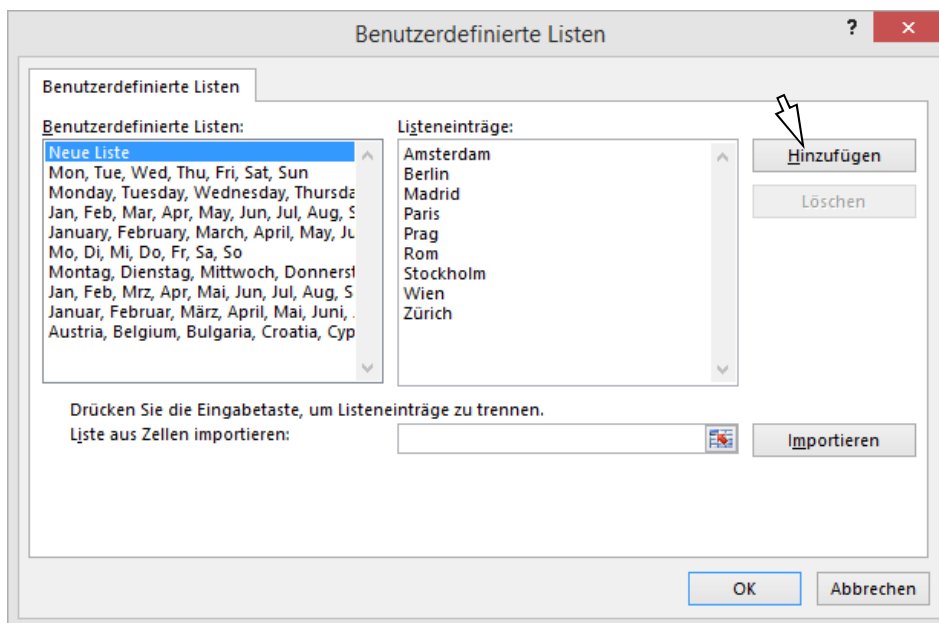 Benutzerdefinierte Listen
?
Benutzerdefinierte Listen
Benutzerdefinierte Listen:
Neue Liste
Mon, Tue, Wed, Thu, Fri, Sat, Sun
Monday, Tuesday, Wednesday, Thursda
Jan, Feb, Mar, Apr, May, Jun, Jul, Aug, S
January, February, March, April, May, Ju
Mo, Di, Mi, Do, Fr, Sa, So
Montag, Dienstag, Mittwoch, Donnerst
Jan, Feb, Mrz, Apr, Mai, Jun, Jul, Aug, S
Januar, Februar, März, April, Mai, Juni, .
Austria, Belgium, Bulgaria, Croatia, Cyp
Listeneinträge:
Amsterdam
Berlin
Madrid
Paris
Prag
Rom
Stockholm
Wien
Zürich
Hinzufügen
Löschen
Drücken Sie die Eingabetaste, um Listeneinträge zu trennen.
Liste aus Zellen importieren:
Importieren
OK
Abbrechen